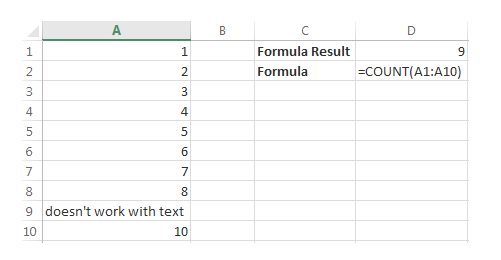 A B C D
1 1 Formula Result 9
2 2 Formula =COUNT(A1:A10)
3 3
4 4
5 5
6 6
7 7
8 8
9 doesn't work with text
10 10